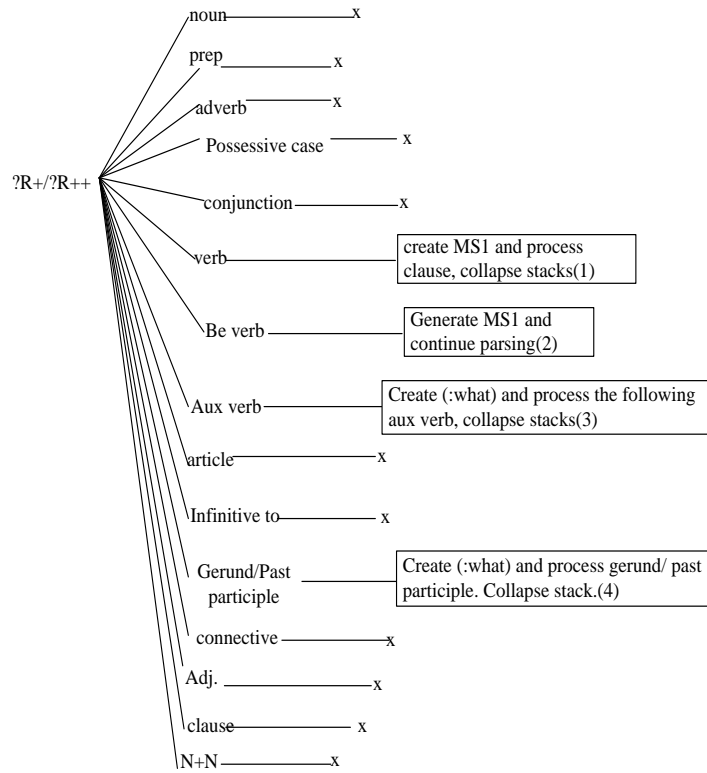 noun x
prep x
adverb x
Possessive case x
?R+/?R++
conjunction x
verb
create MS1 and process
clause, collapse stacks(1)
Be verb
Generate MS1 and
continue parsing(2)
Aux verb
Create (:what) and process the following
aux verb, collapse stacks(3)
article x
Infinitive to x
Gerund/Past
participle
Create (:what) and process gerund/ past
participle. Collapse stack.(4)
connective x
Adj. x
clause x
N+N x